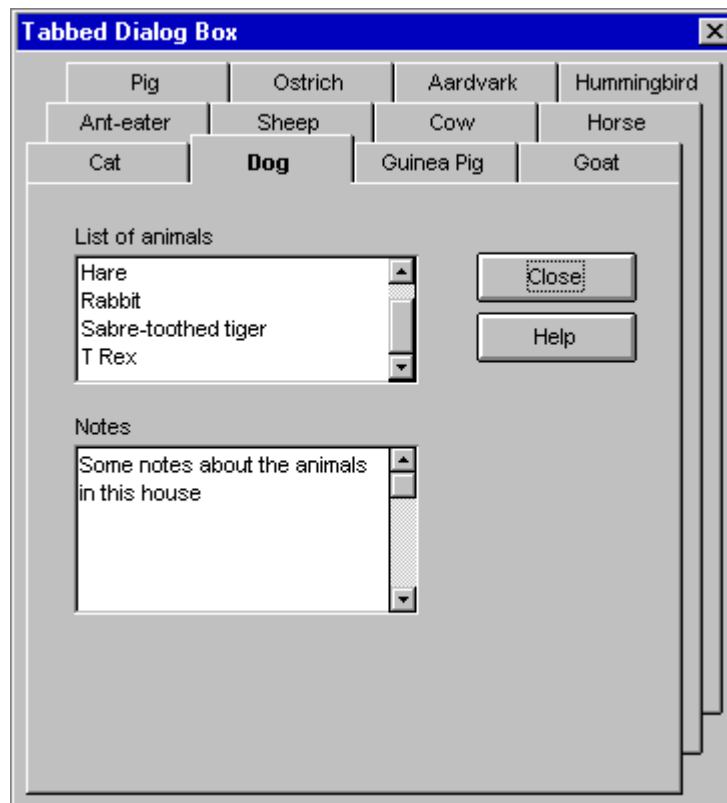 Tabbed Dialog Box
Pig Ostrich Aardvark Hummingbird
Ant-eater Sheep Cow Horse
Cat Dog Guinea Pig Goat
List of animals
Hare
Rabbit
Sabre-toothed tiger
T Rex
Close
Help
Notes
Some notes about the animals
in this house